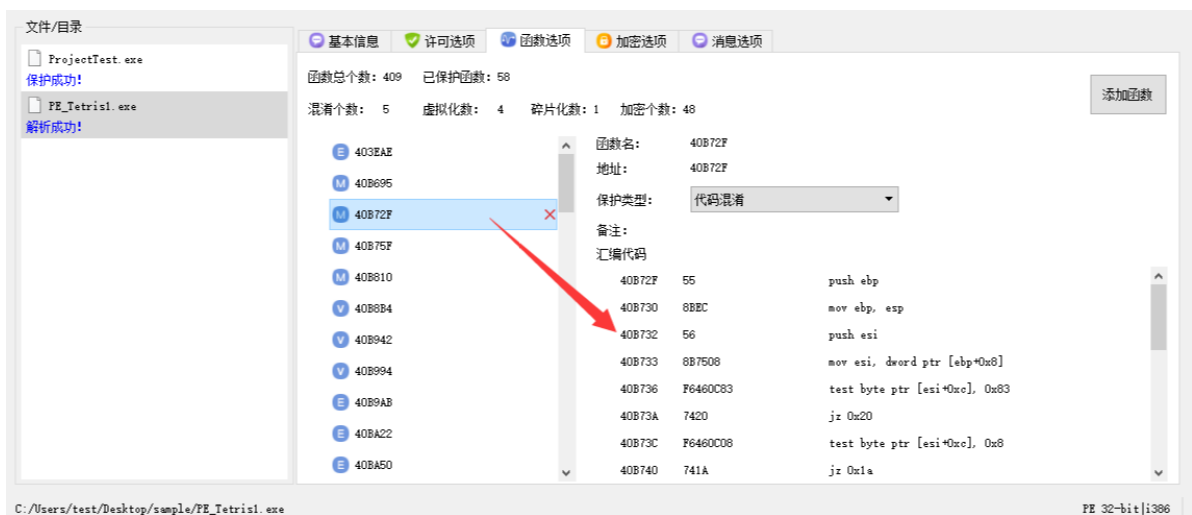 文件/目录
ProjectTest.exe
保护成功!
PE_Tetris1.exe
解析成功!
基本信息 许可选项 函数选项 加密选项 消息选项
函数总个数: 409 已保护函数: 58
混淆个数: 5 虚拟化数: 4 碎片化数: 1 加密个数: 48
添加函数
E 403EAE
M 40B695
M 40B72F
M 40B75F
M 40B810
V 40B8B4
V 40B942
V 40B994
E 40B9AB
E 40BA22
E 40BA50
函数名: 40B72F
地址: 40B72F
保护类型: 代码混淆
备注:
汇编代码
40B72F 55 push ebp
40B730 8BEC mov ebp, esp
40B732 56 push esi
40B733 8B7508 mov esi, dword ptr [ebp+0x8]
40B736 F6460C83 test byte ptr [esi+0xc], 0x83
40B73A 7420 jz 0x20
40B73C F6460C08 test byte ptr [esi+0xc], 0x8
40B740 741A jz 0x1a
C:/Users/test/Desktop/sample/PE_Tetris1.exe
PE 32-bit|i386